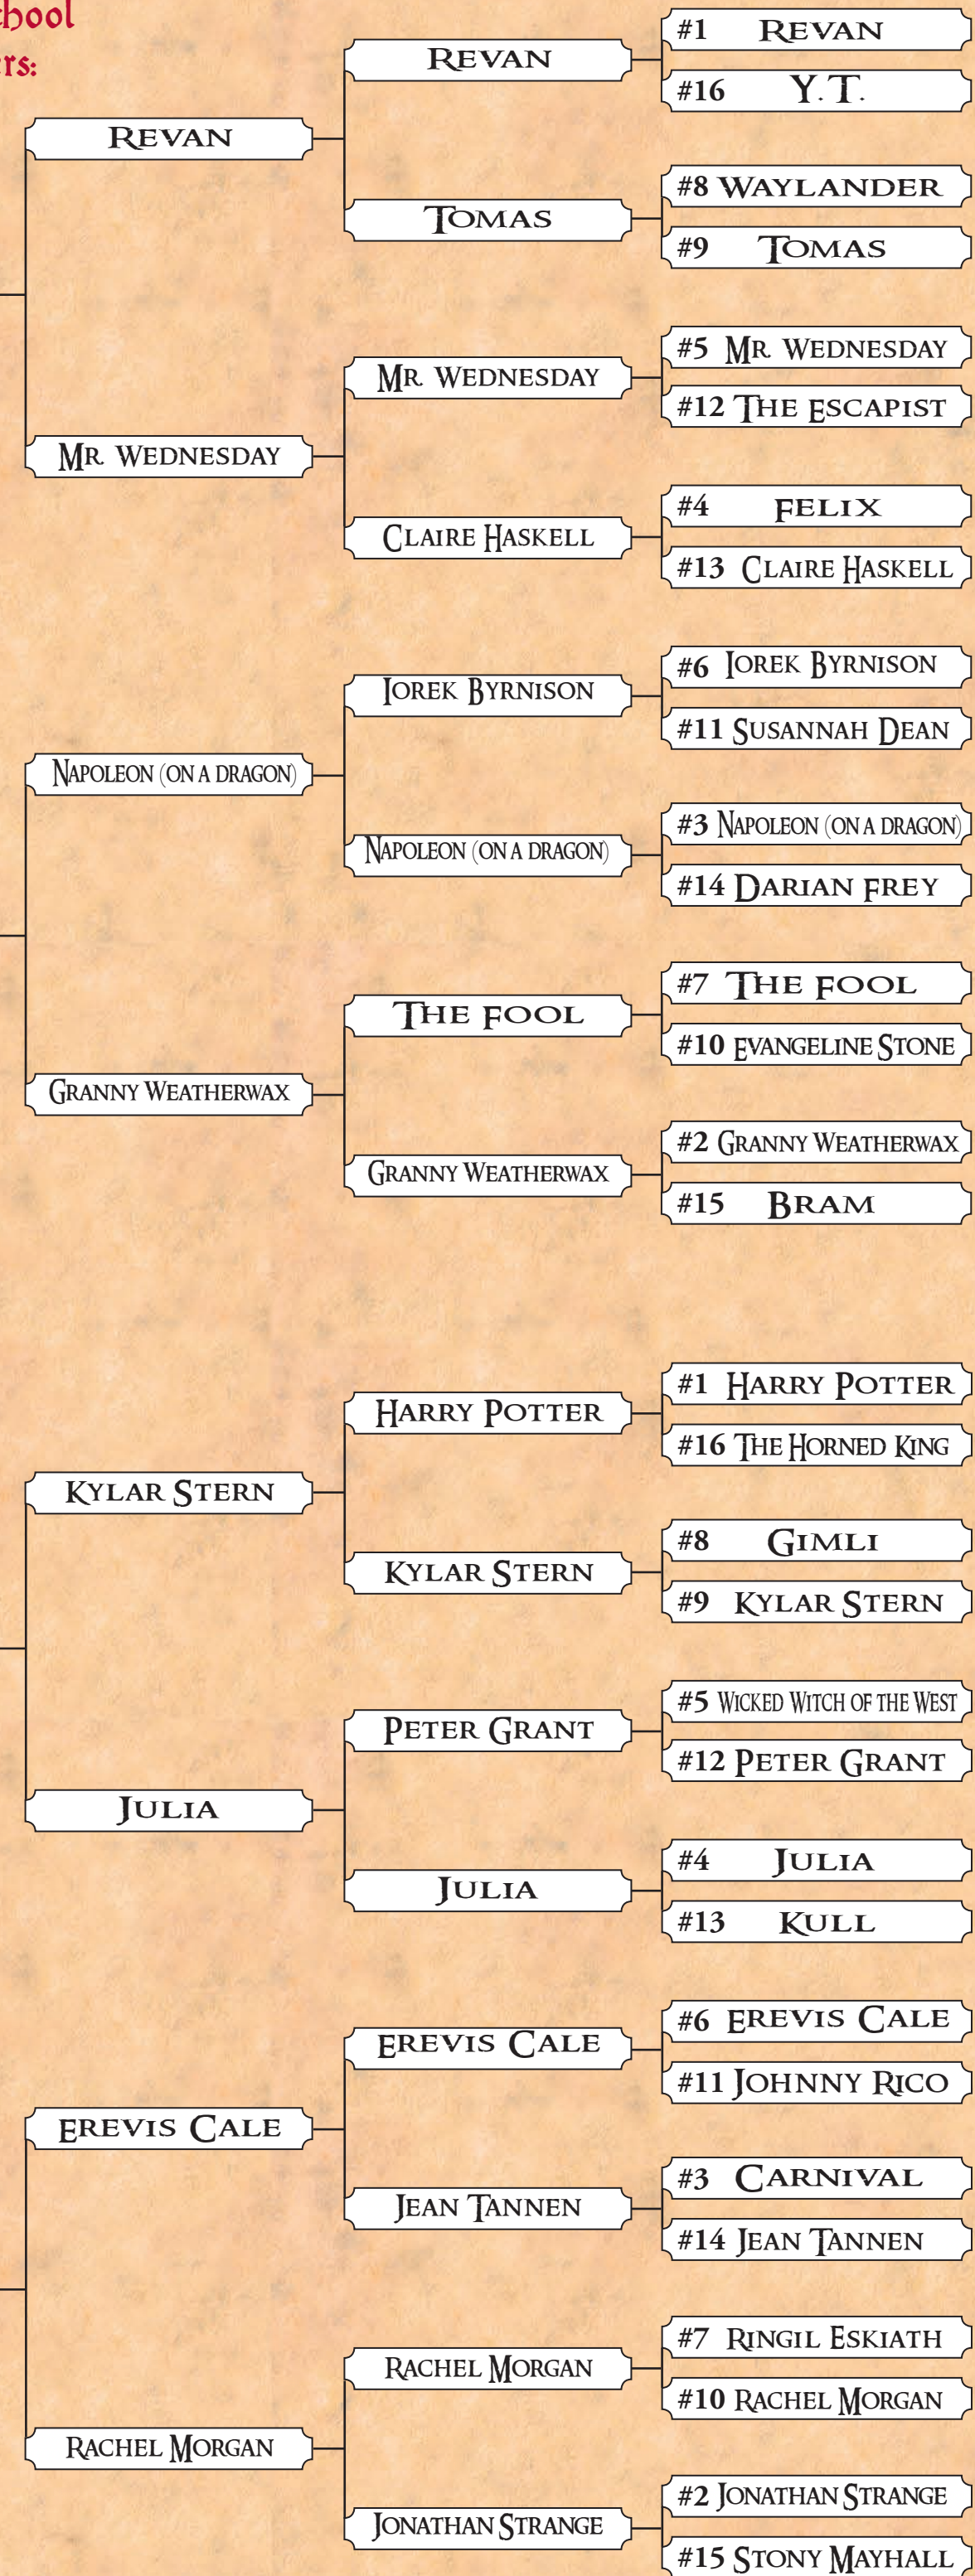 chool
rs:
Revan
Mr. Wednesday
Napoleon (on a dragon)
Granny Weatherwax
Kylar Stern
Julia
Erevis Cale
Rachel Morgan
Revan
Tomas
Mr. Wednesday
Claire Haskell
Iorek Byrnison
Napoleon (on a dragon)
The Fool
Granny Weatherwax
Harry Potter
Kylar Stern
Peter Grant
Julia
Erevis Cale
Jean Tannen
Rachel Morgan
Jonathan Strange
#1 Revan
#16 Y.T.
#8 Waylander
#9 Tomas
#5 Mr. Wednesday
#12 The Escapist
#4 Felix
#13 Claire Haskell
#6 Iorek Byrnison
#11 Susannah Dean
#3 Napoleon (on a dragon)
#14 Darian Frey
#7 The Fool
#10 Evangeline Stone
#2 Granny Weatherwax
#15 Bram
#1 Harry Potter
#16 The Horned King
#8 Gimli
#9 Kylar Stern
#5 Wicked Witch of the West
#12 Peter Grant
#4 Julia
#13 Kull
#6 Erevis Cale
#11 Johnny Rico
#3 Carnival
#14 Jean Tannen
#7 Ringil Eskiath
#10 Rachel Morgan
#2 Jonathan Strange
#15 Stony Mayhall